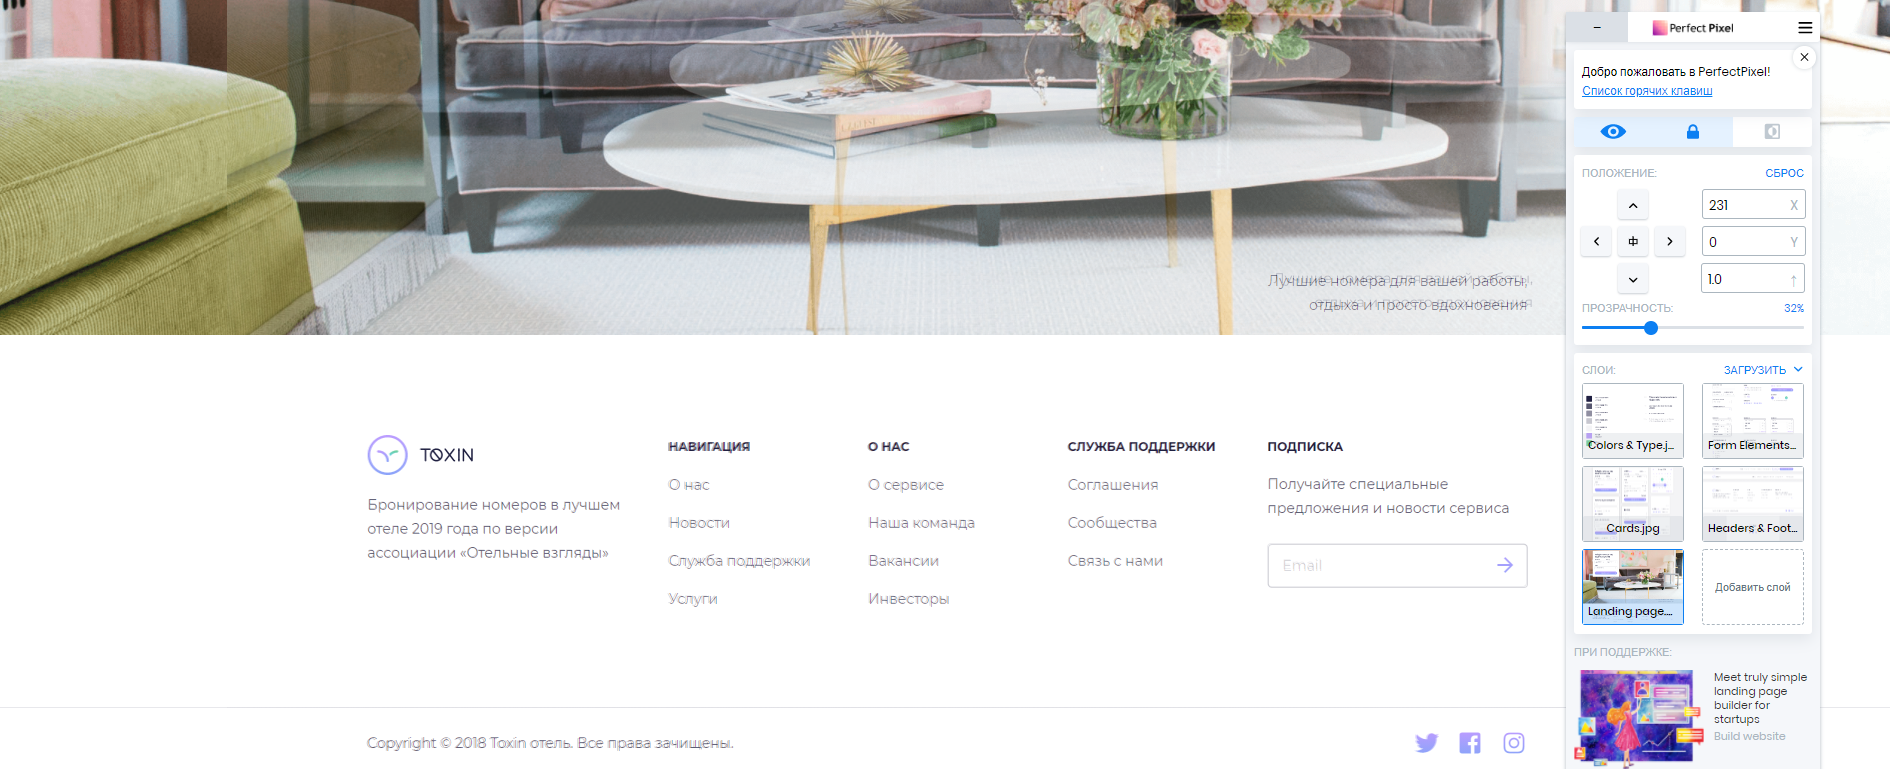 Лучшие номера для вашей работы,
отдыха и просто вдохновения
TOXIN
Бронирование номеров в лучшем
отеле 2019 года по версии
ассоциации «Отельные взгляды»
НАВИГАЦИЯ
О нас
Новости
Служба поддержки
Услуги
О НАС
О сервисе
Наша команда
Вакансии
Инвесторы
СЛУЖБА ПОДДЕРЖКИ
Соглашения
Сообщества
Связь с нами
ПОДПИСКА
Получайте специальные
предложения и новости сервиса
Email
Copyright © 2018 Toxin отель. Все права зачищены.
Perfect Pixel
Добро пожаловать в PerfectPixel!
Список горячих клавиш
ПОЛОЖЕНИЕ:
СБРОС
231 X
0 Y
1.0
ПРОЗРАЧНОСТЬ:
32%
СЛОИ:
ЗАГРУЗИТЬ
Colors & Type.j...
Form Elements...
Cards.jpg
Headers & Foot...
Landing page....
Добавить слой
ПРИ ПОДДЕРЖКЕ:
Meet truly simple
landing page
builder for
startups
Build website